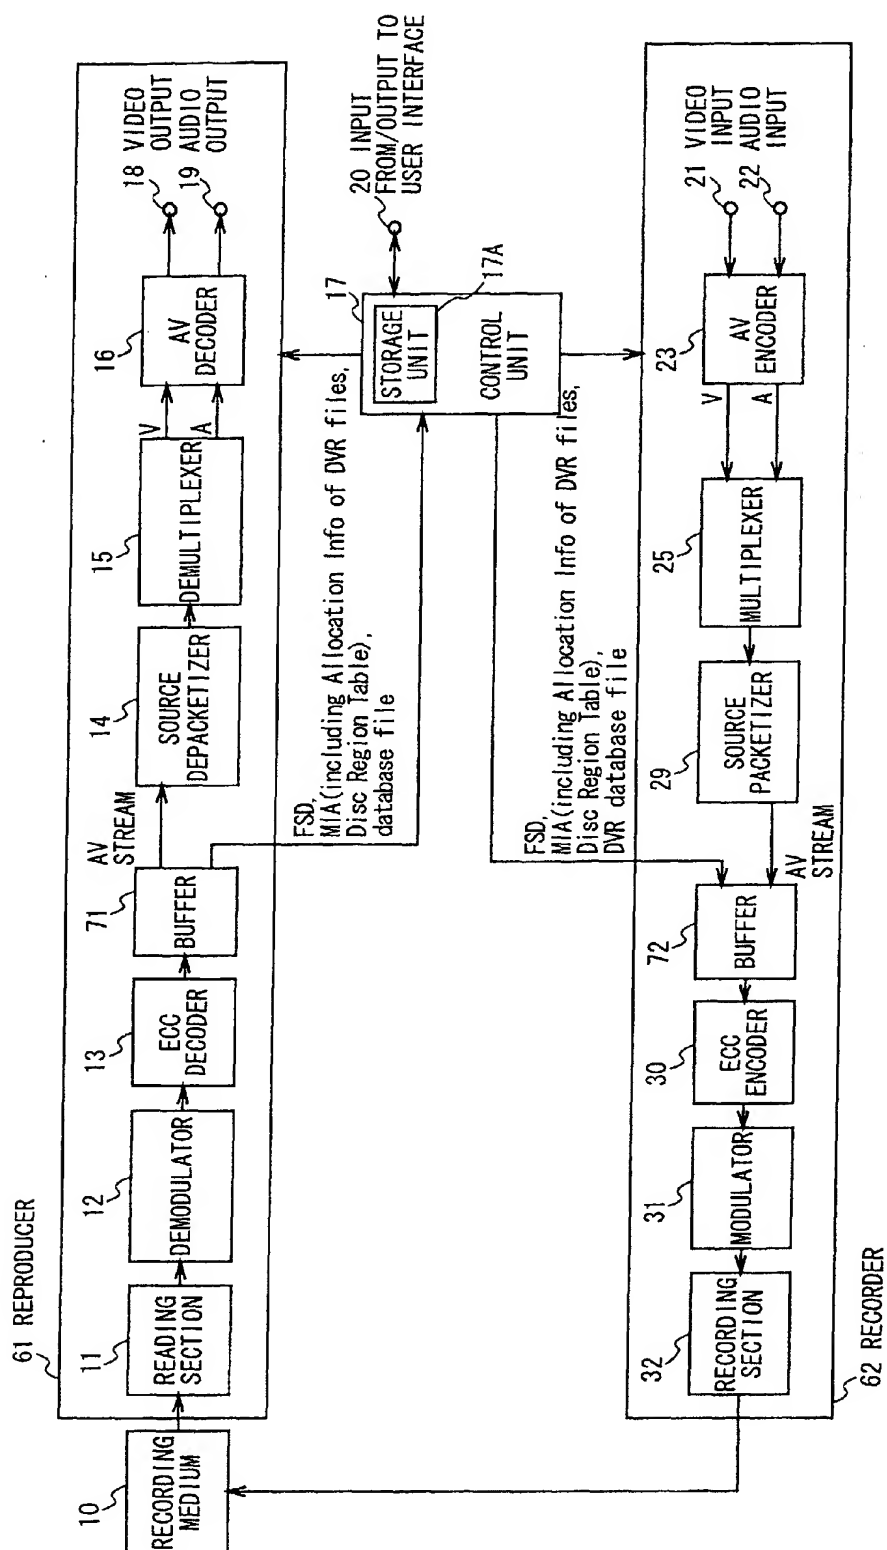 61 REPRODUCER
10
RECORDING
MEDIUM
11
READING
SECTION
12
DEMODULATOR
13
ECC
DECODER
71
BUFFER
AV
STREAM
14
SOURCE
DEPACKETIZER
15
DEMULTIPLEXER
V
A
16
AV
DECODER
18 VIDEO
OUTPUT
19 AUDIO
OUTPUT
FSD,
MIA(including Allocation Info of DVR files,
Disc Region Table),
database file
17
STORAGE
UNIT
17A
CONTROL
UNIT
20 INPUT
FROM/OUTPUT TO
USER INTERFACE
FSD,
MIA(including Allocation Info of DVR files,
Disc Region Table),
DVR database file
32
RECORDING
SECTION
31
MODULATOR
30
ECC
ENCODER
72
BUFFER
AV
STREAM
29
SOURCE
PACKETIZER
25
MULTIPLEXER
V
A
23
AV
ENCODER
21 VIDEO
INPUT
22 AUDIO
INPUT
62 RECORDER